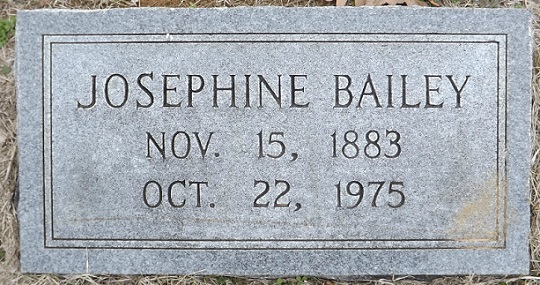 JOSEPHINE BAILEY
NOV. 15, 1883
OCT. 22, 1975